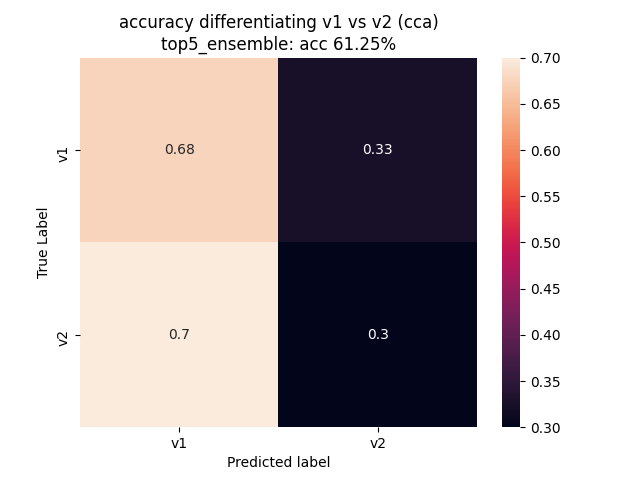 accuracy differentiating v1 vs v2 (cca)
top5_ensemble: acc 61.25%
0.70
0.65
0.60
0.55
0.50
0.45
0.40
0.35
0.30
True Label
v1
v2
0.68
0.33
0.7
0.3
v1
v2
Predicted label